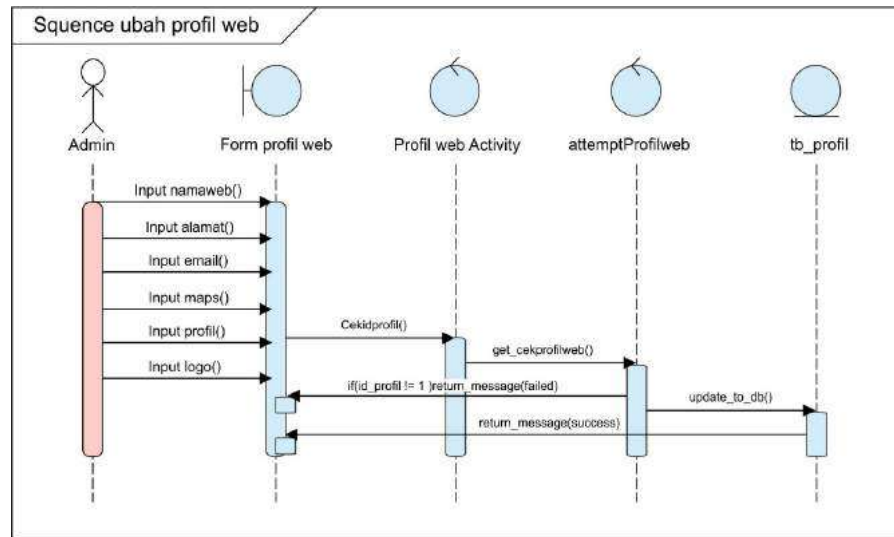 Squence ubah profil web
Admin
Form profil web
Profil web Activity
attemptProfilweb
tb_profil
Input namaweb()
Input alamat()
Input email()
Input maps()
Input profil()
Cekidprofil()
get_cekprofilweb()
Input logo()
if(id_profil != 1 )return_message(failed)
update_to_db()
return_message(success)